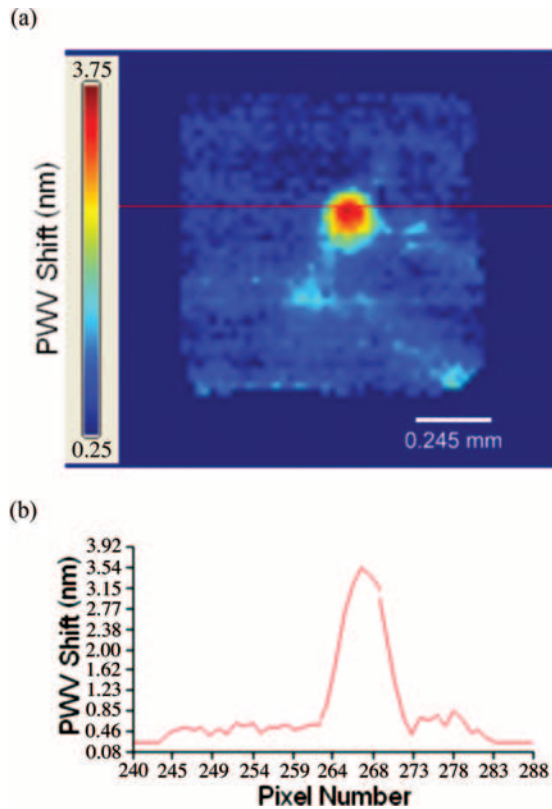 (a)
3.75
PWV Shift (nm)
0.25
0.245 mm
(b)
3.92
3.54
3.15
2.77
2.38
2.00
1.62
1.23
0.85
0.46
0.08
PWV Shift (nm)
240 245 249 254 259 264 268 273 278 283 288
Pixel Number